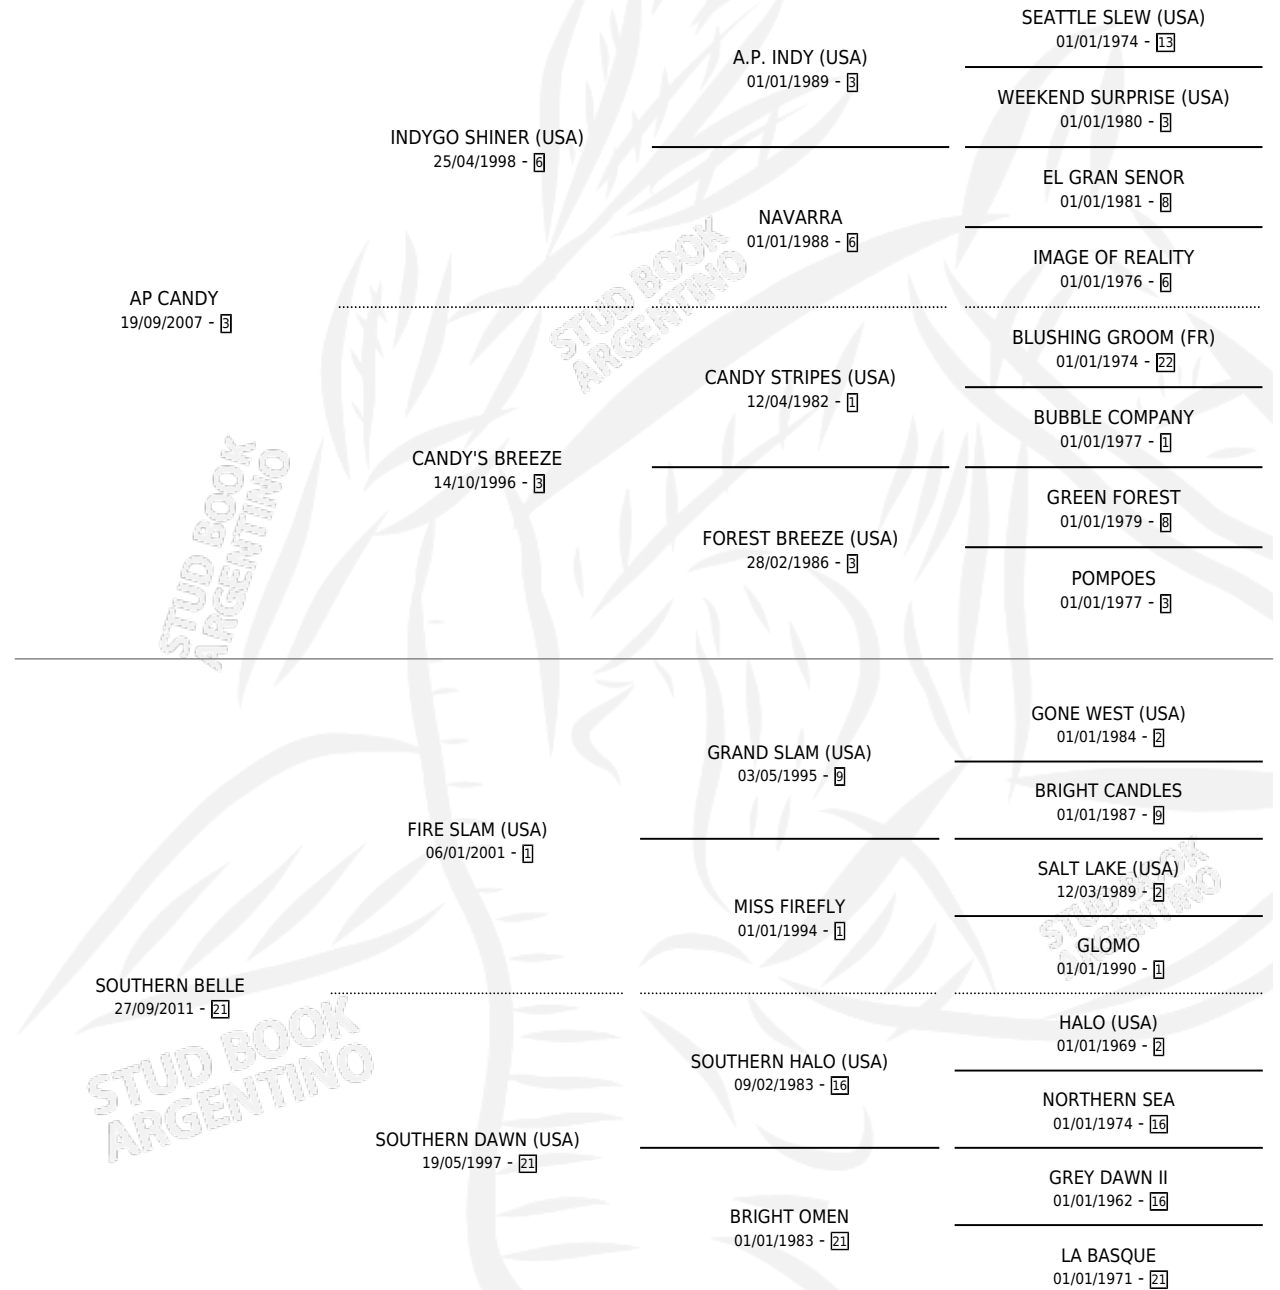 SEATTLE SLEW (USA)
01/01/1974 - 13
A.P. INDY (USA)
01/01/1989 - 3
WEEKEND SURPRISE (USA)
01/01/1980 - 3
INDYGO SHINER (USA)
25/04/1998 - 6
EL GRAN SENOR
01/01/1981 - 8
NAVARRA
01/01/1988 - 6
IMAGE OF REALITY
01/01/1976 - 6
AP CANDY
19/09/2007 - 3
BLUSHING GROOM (FR)
01/01/1974 - 22
CANDY STRIPES (USA)
12/04/1982 - 1
BUBBLE COMPANY
01/01/1977 - 1
CANDY'S BREEZE
14/10/1996 - 3
GREEN FOREST
01/01/1979 - 8
FOREST BREEZE (USA)
28/02/1986 - 3
POMPOES
01/01/1977 - 3
STUD BOOK
ARGENTINO
STUD BOOK
ARGENTINO
GONE WEST (USA)
01/01/1984 - 2
GRAND SLAM (USA)
03/05/1995 - 9
BRIGHT CANDLES
01/01/1987 - 9
FIRE SLAM (USA)
06/01/2001 - 1
SALT LAKE (USA)
12/03/1989 - 2
MISS FIREFLY
01/01/1994 - 1
GLOMO
01/01/1990 - 1
SOUTHERN BELLE
27/09/2011 - 21
HALO (USA)
01/01/1969 - 2
SOUTHERN HALO (USA)
09/02/1983 - 16
NORTHERN SEA
01/01/1974 - 16
SOUTHERN DAWN (USA)
19/05/1997 - 21
GREY DAWN II
01/01/1962 - 16
BRIGHT OMEN
01/01/1983 - 21
LA BASQUE
01/01/1971 - 21
STUD BOOK
ARGENTINO
STUD BOOK
ARGENTINO